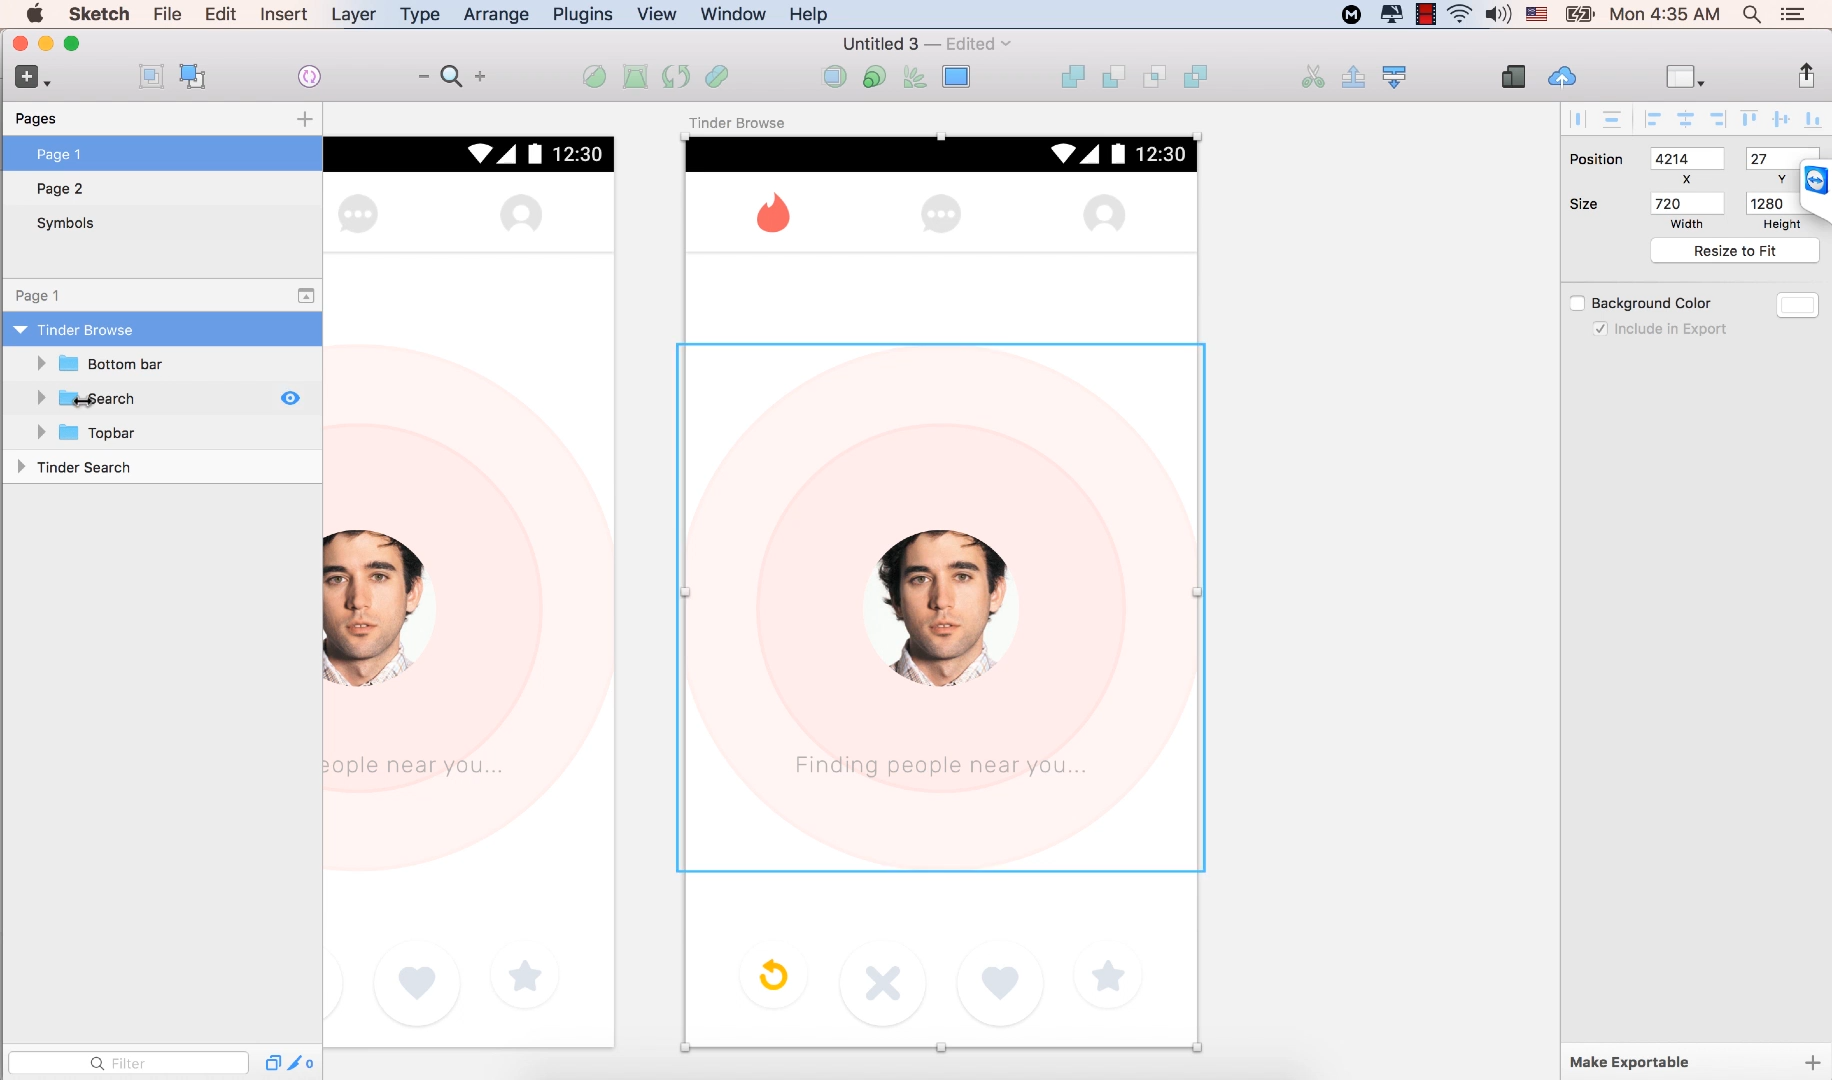 Sketch File Edit Insert Layer Type Arrange Plugins View Window Help Mon 4:35 AM
Untitled 3 — Edited
Pages
Page 1
Page 2
Symbols
Page 1
Tinder Browse
Bottom bar
Search
Topbar
Tinder Search
Filter
0
12:30
eople near you...
Tinder Browse
12:30
Finding people near you...
Position 4214 27
X Y
Size 720 1280
Width Height
Resize to Fit
Background Color
Include in Export
Make Exportable